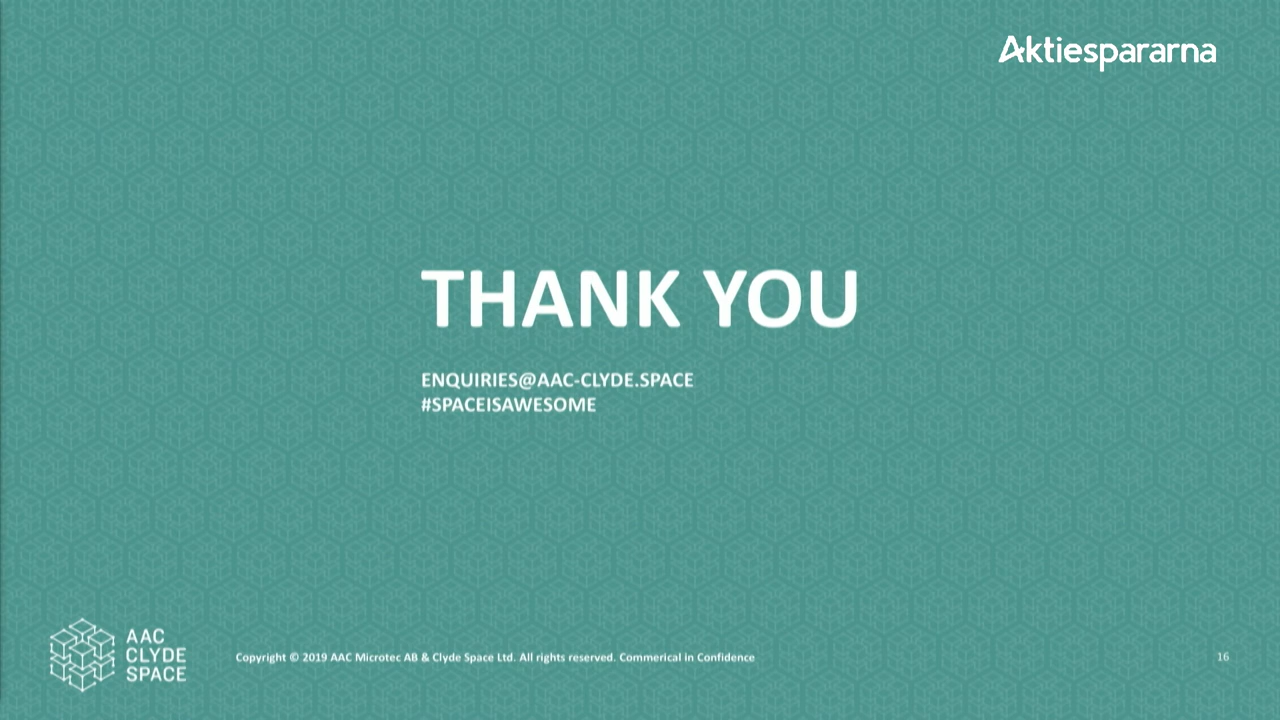 Aktiespararna
THANK YOU
ENQUIRIES@AAC-CLYDE.SPACE
#SPACEISAWESOME
AAC
CLYDE
SPACE
Copyright © 2019 AAC Microtec AB & Clyde Space Ltd. All rights reserved. Commerical in Confidence
16